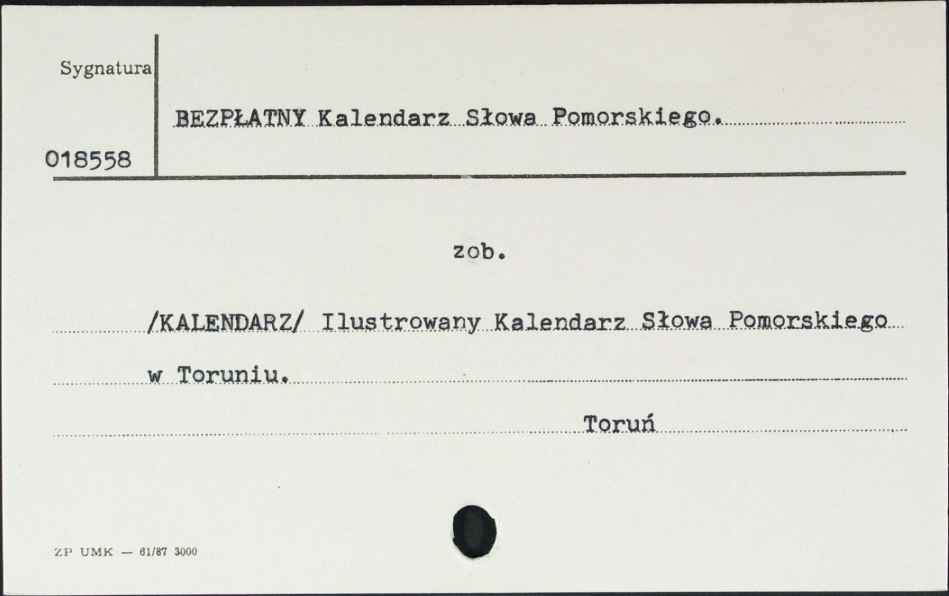 Sygnatura
BEZPŁATNY Kalendarz Słowa Pomorskiego.
018558
zob.
/KALENDARZ/ Ilustrowany Kalendarz Słowa Pomorskiego
w Toruniu.
Toruń
ZP UMK — 61/87 3000